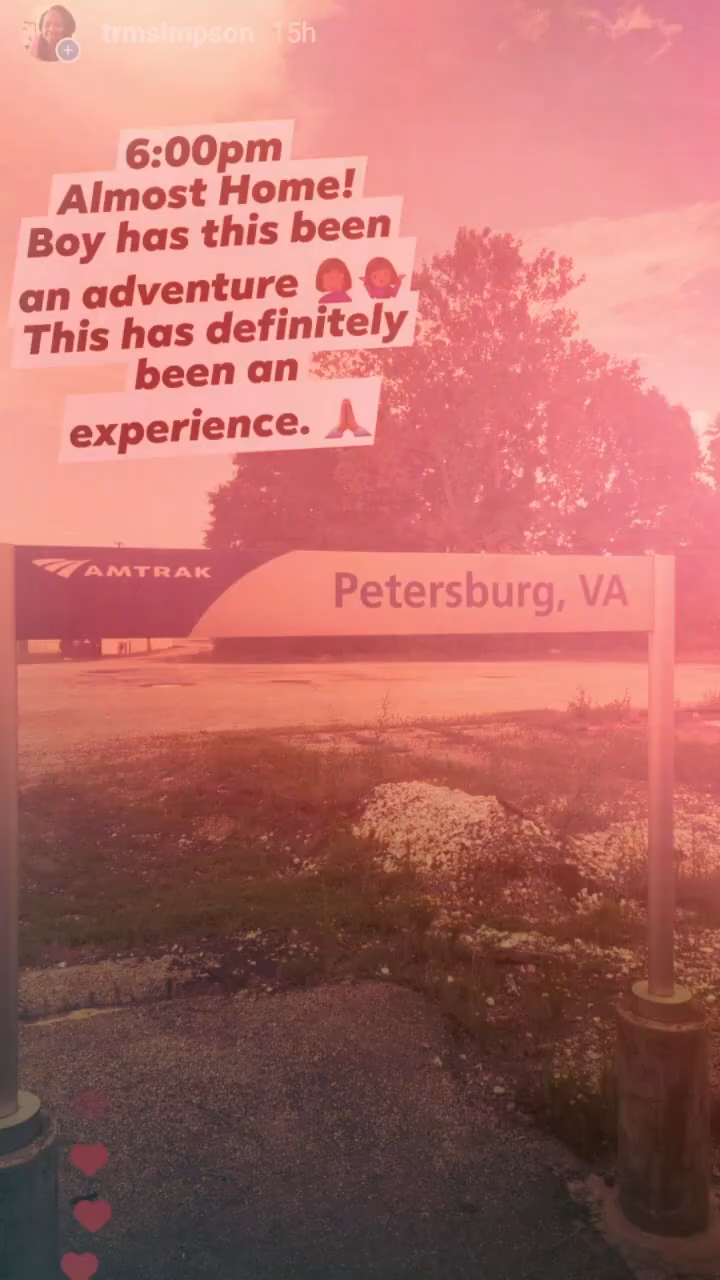 trmsimpson 15h
6:00pm
Almost Home!
Boy has this been
an adventure 🤦🏽‍♀️🤷🏽‍♀️
This has definitely
been an
experience. 🙏🏽
AMTRAK Petersburg, VA